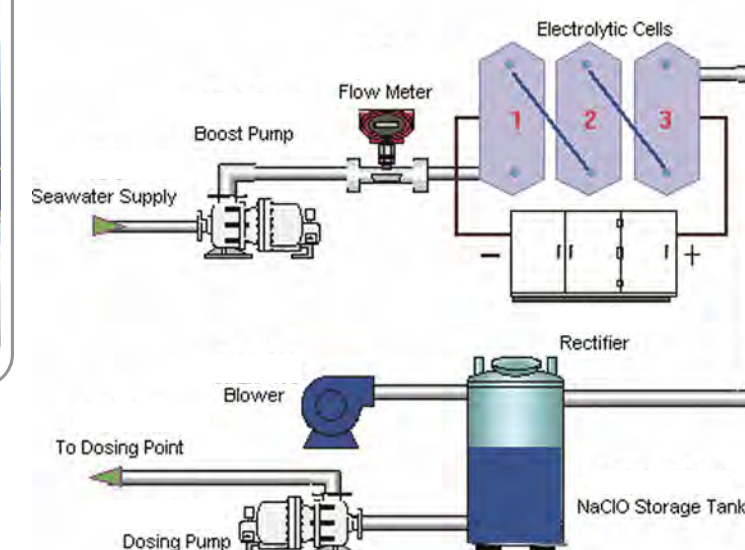 Electrolytic Cells
Flow Meter
1 2 3
Boost Pump
Seawater Supply
- +
Rectifier
Blower
To Dosing Point
NaClO Storage Tank
Dosing Pump